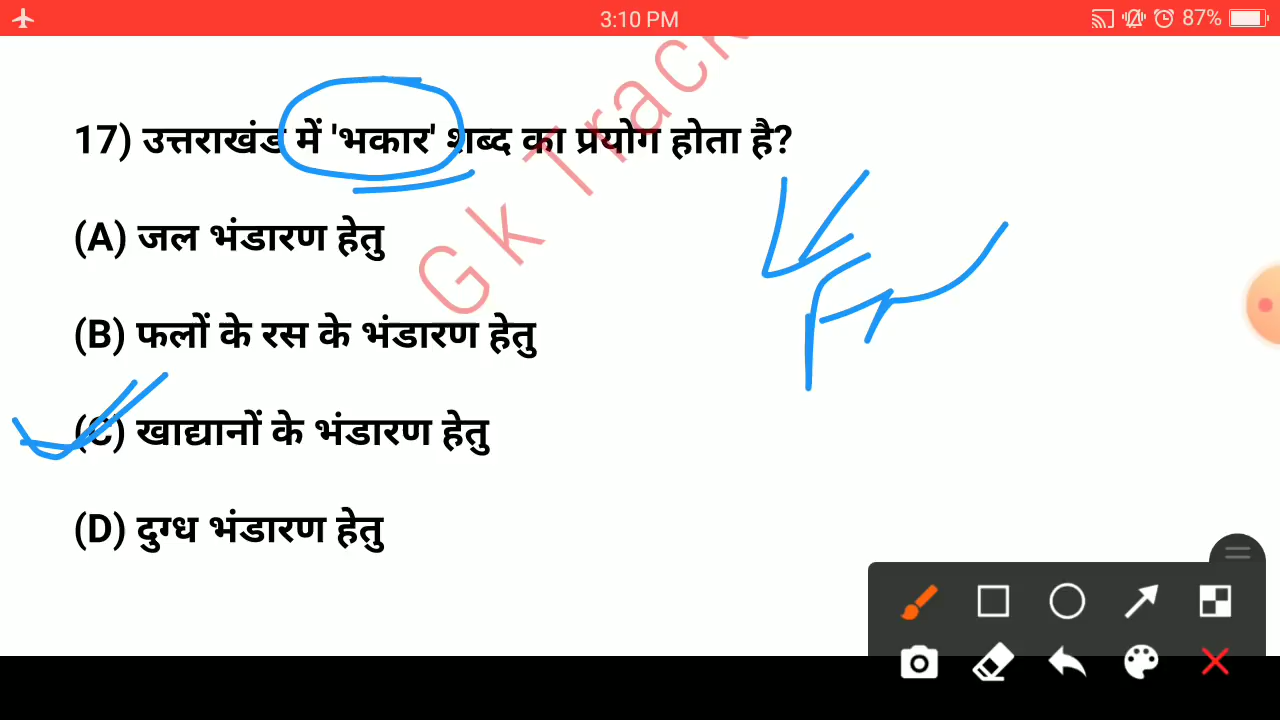 3:10 PM
87%
17) उत्तराखंड में 'भकार' शब्द का प्रयोग होता है?
(A) जल भंडारण हेतु
(B) फलों के रस के भंडारण हेतु
(C) खाद्यानों के भंडारण हेतु
(D) दुग्ध भंडारण हेतु
Gk Track